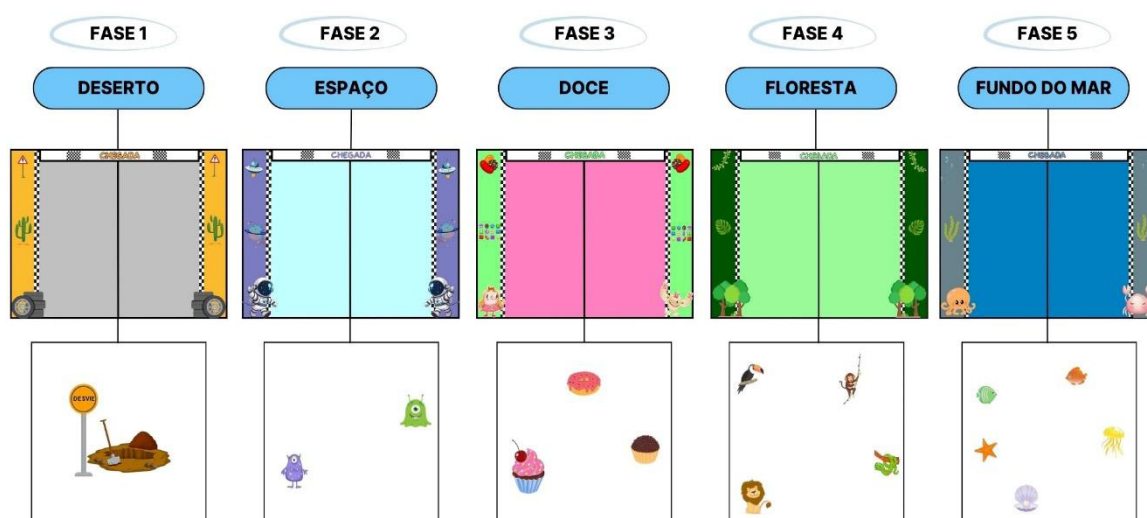 FASE 1
FASE 2
FASE 3
FASE 4
FASE 5
DESERTO
ESPAÇO
DOCE
FLORESTA
FUNDO DO MAR
CHEGADA
CHEGADA
CHEGADA
CHEGADA
CHEGADA
DESVIE